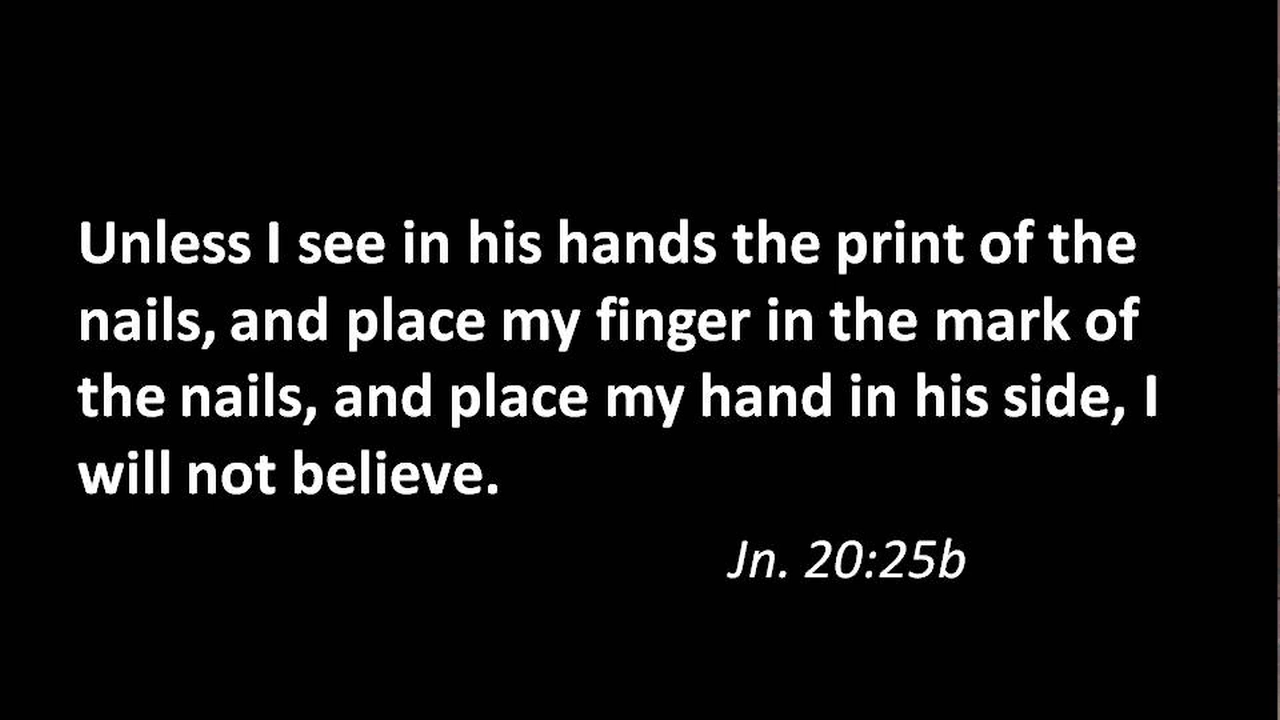 Unless I see in his hands the print of the
nails, and place my finger in the mark of
the nails, and place my hand in his side, I
will not believe.
Jn. 20:25b